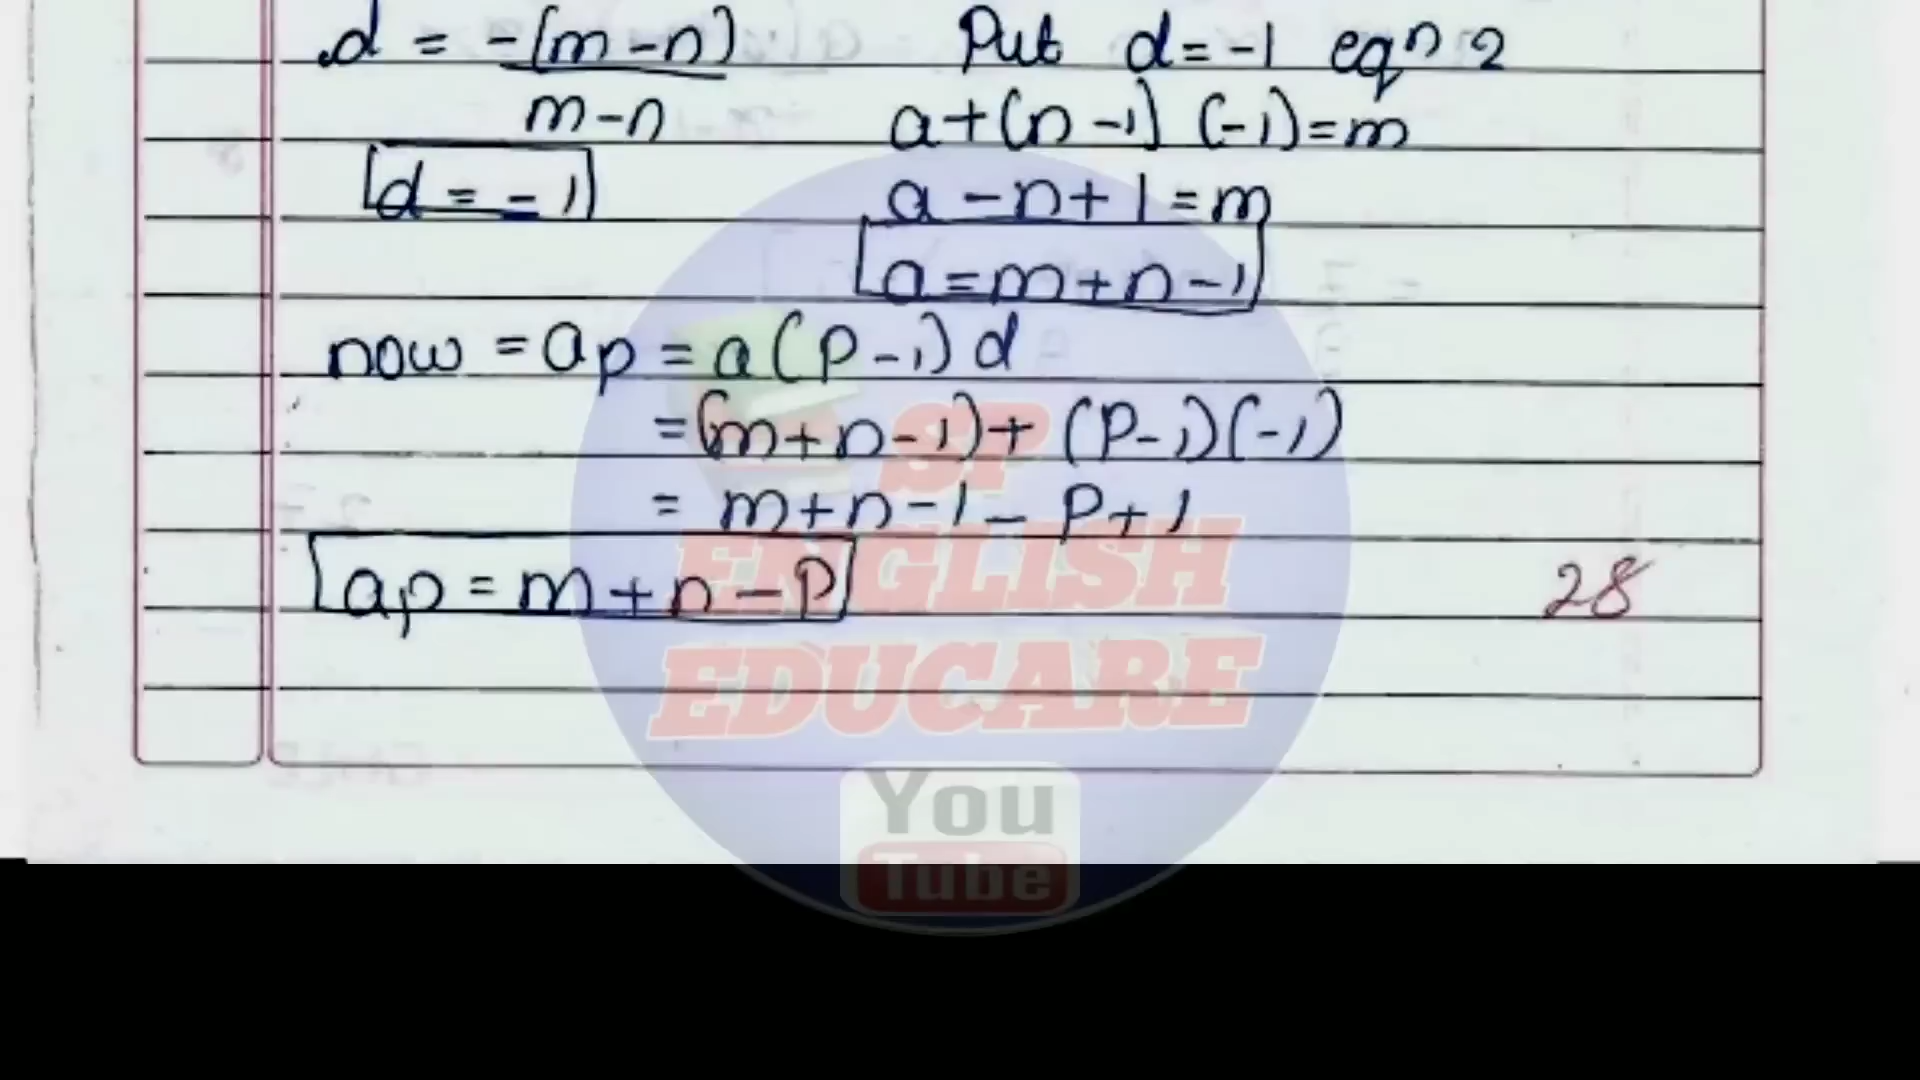 d = -(m-n)
m-n
d = -1
Put d=-1 eqn 2
a+(n-1) (-1)=m
a-n+1=m
a=m+n-1
now = ap = a(P-1)d
=(m+n-1)+(P-1)(-1)
= m+n-1-P+1
ap = m+n-P
28
SP
ENGLISH
EDUCARE
You
Tube